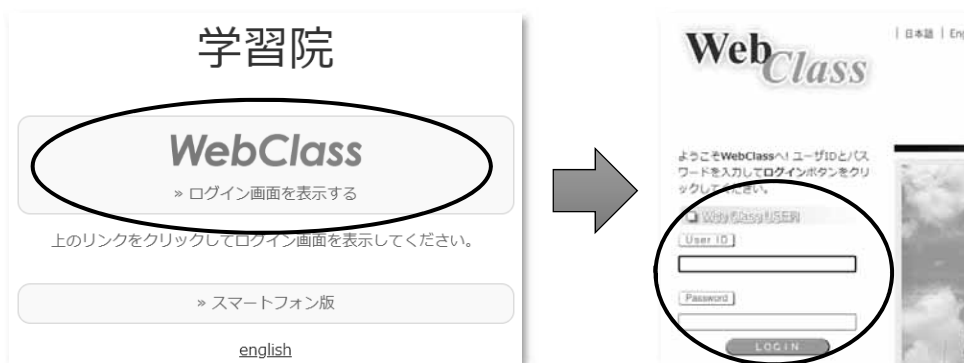 学習院
WebClass
» ログイン画面を表示する
上のリンクをクリックしてログイン画面を表示してください。
» スマートフォン版
english
WebClass
| 日本語 | Eng
ようこそWebClassへ! ユーザIDとパス
ワードを入力してログインボタンをクリ
ックしてください。
WebClass USER
User ID
Password
LOGIN